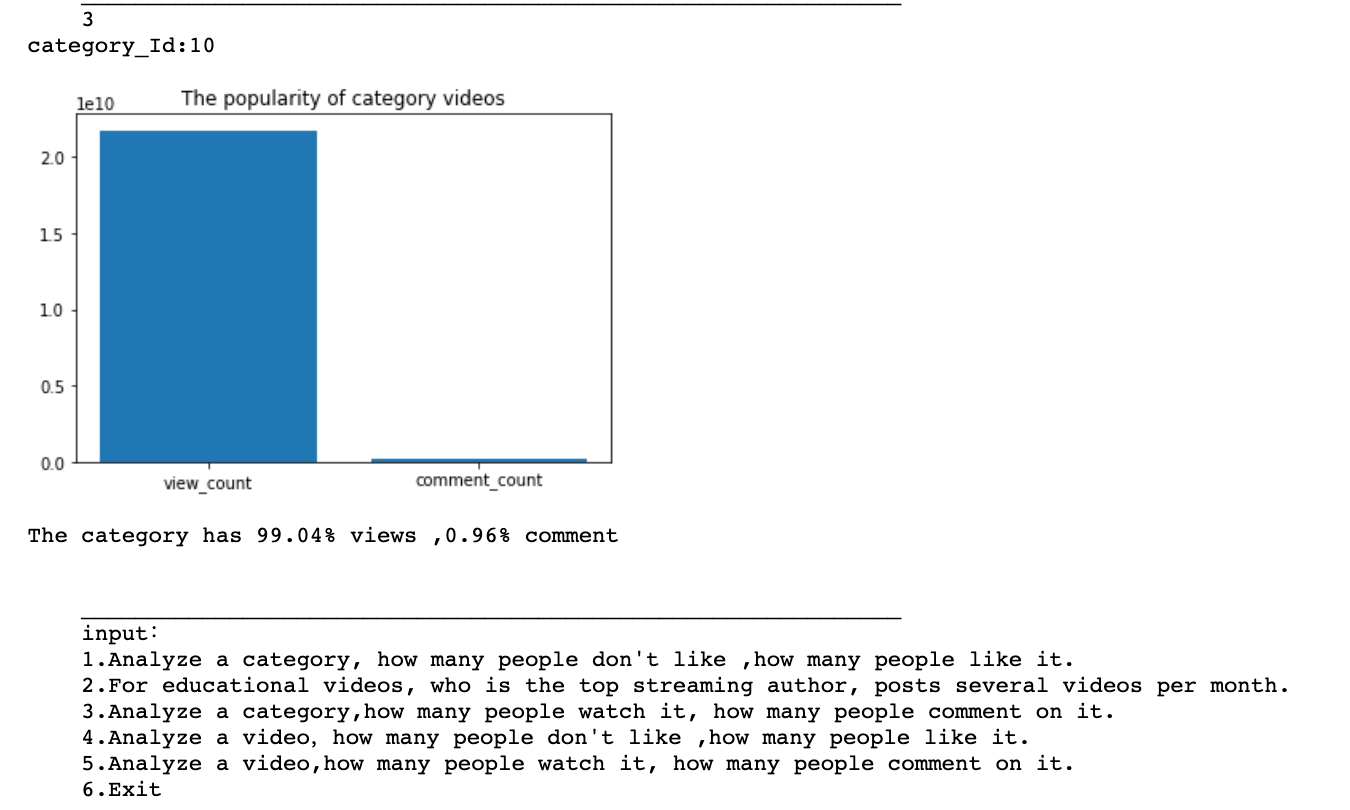 3
category_Id:10
The popularity of category videos
1e10
2.0
1.5
1.0
0.5
0.0
view_count
comment_count
The category has 99.04% views ,0.96% comment
input:
1.Analyze a category, how many people don't like ,how many people like it.
2.For educational videos, who is the top streaming author, posts several videos per month.
3.Analyze a category,how many people watch it, how many people comment on it.
4.Analyze a video, how many people don't like ,how many people like it.
5.Analyze a video,how many people watch it, how many people comment on it.
6.Exit